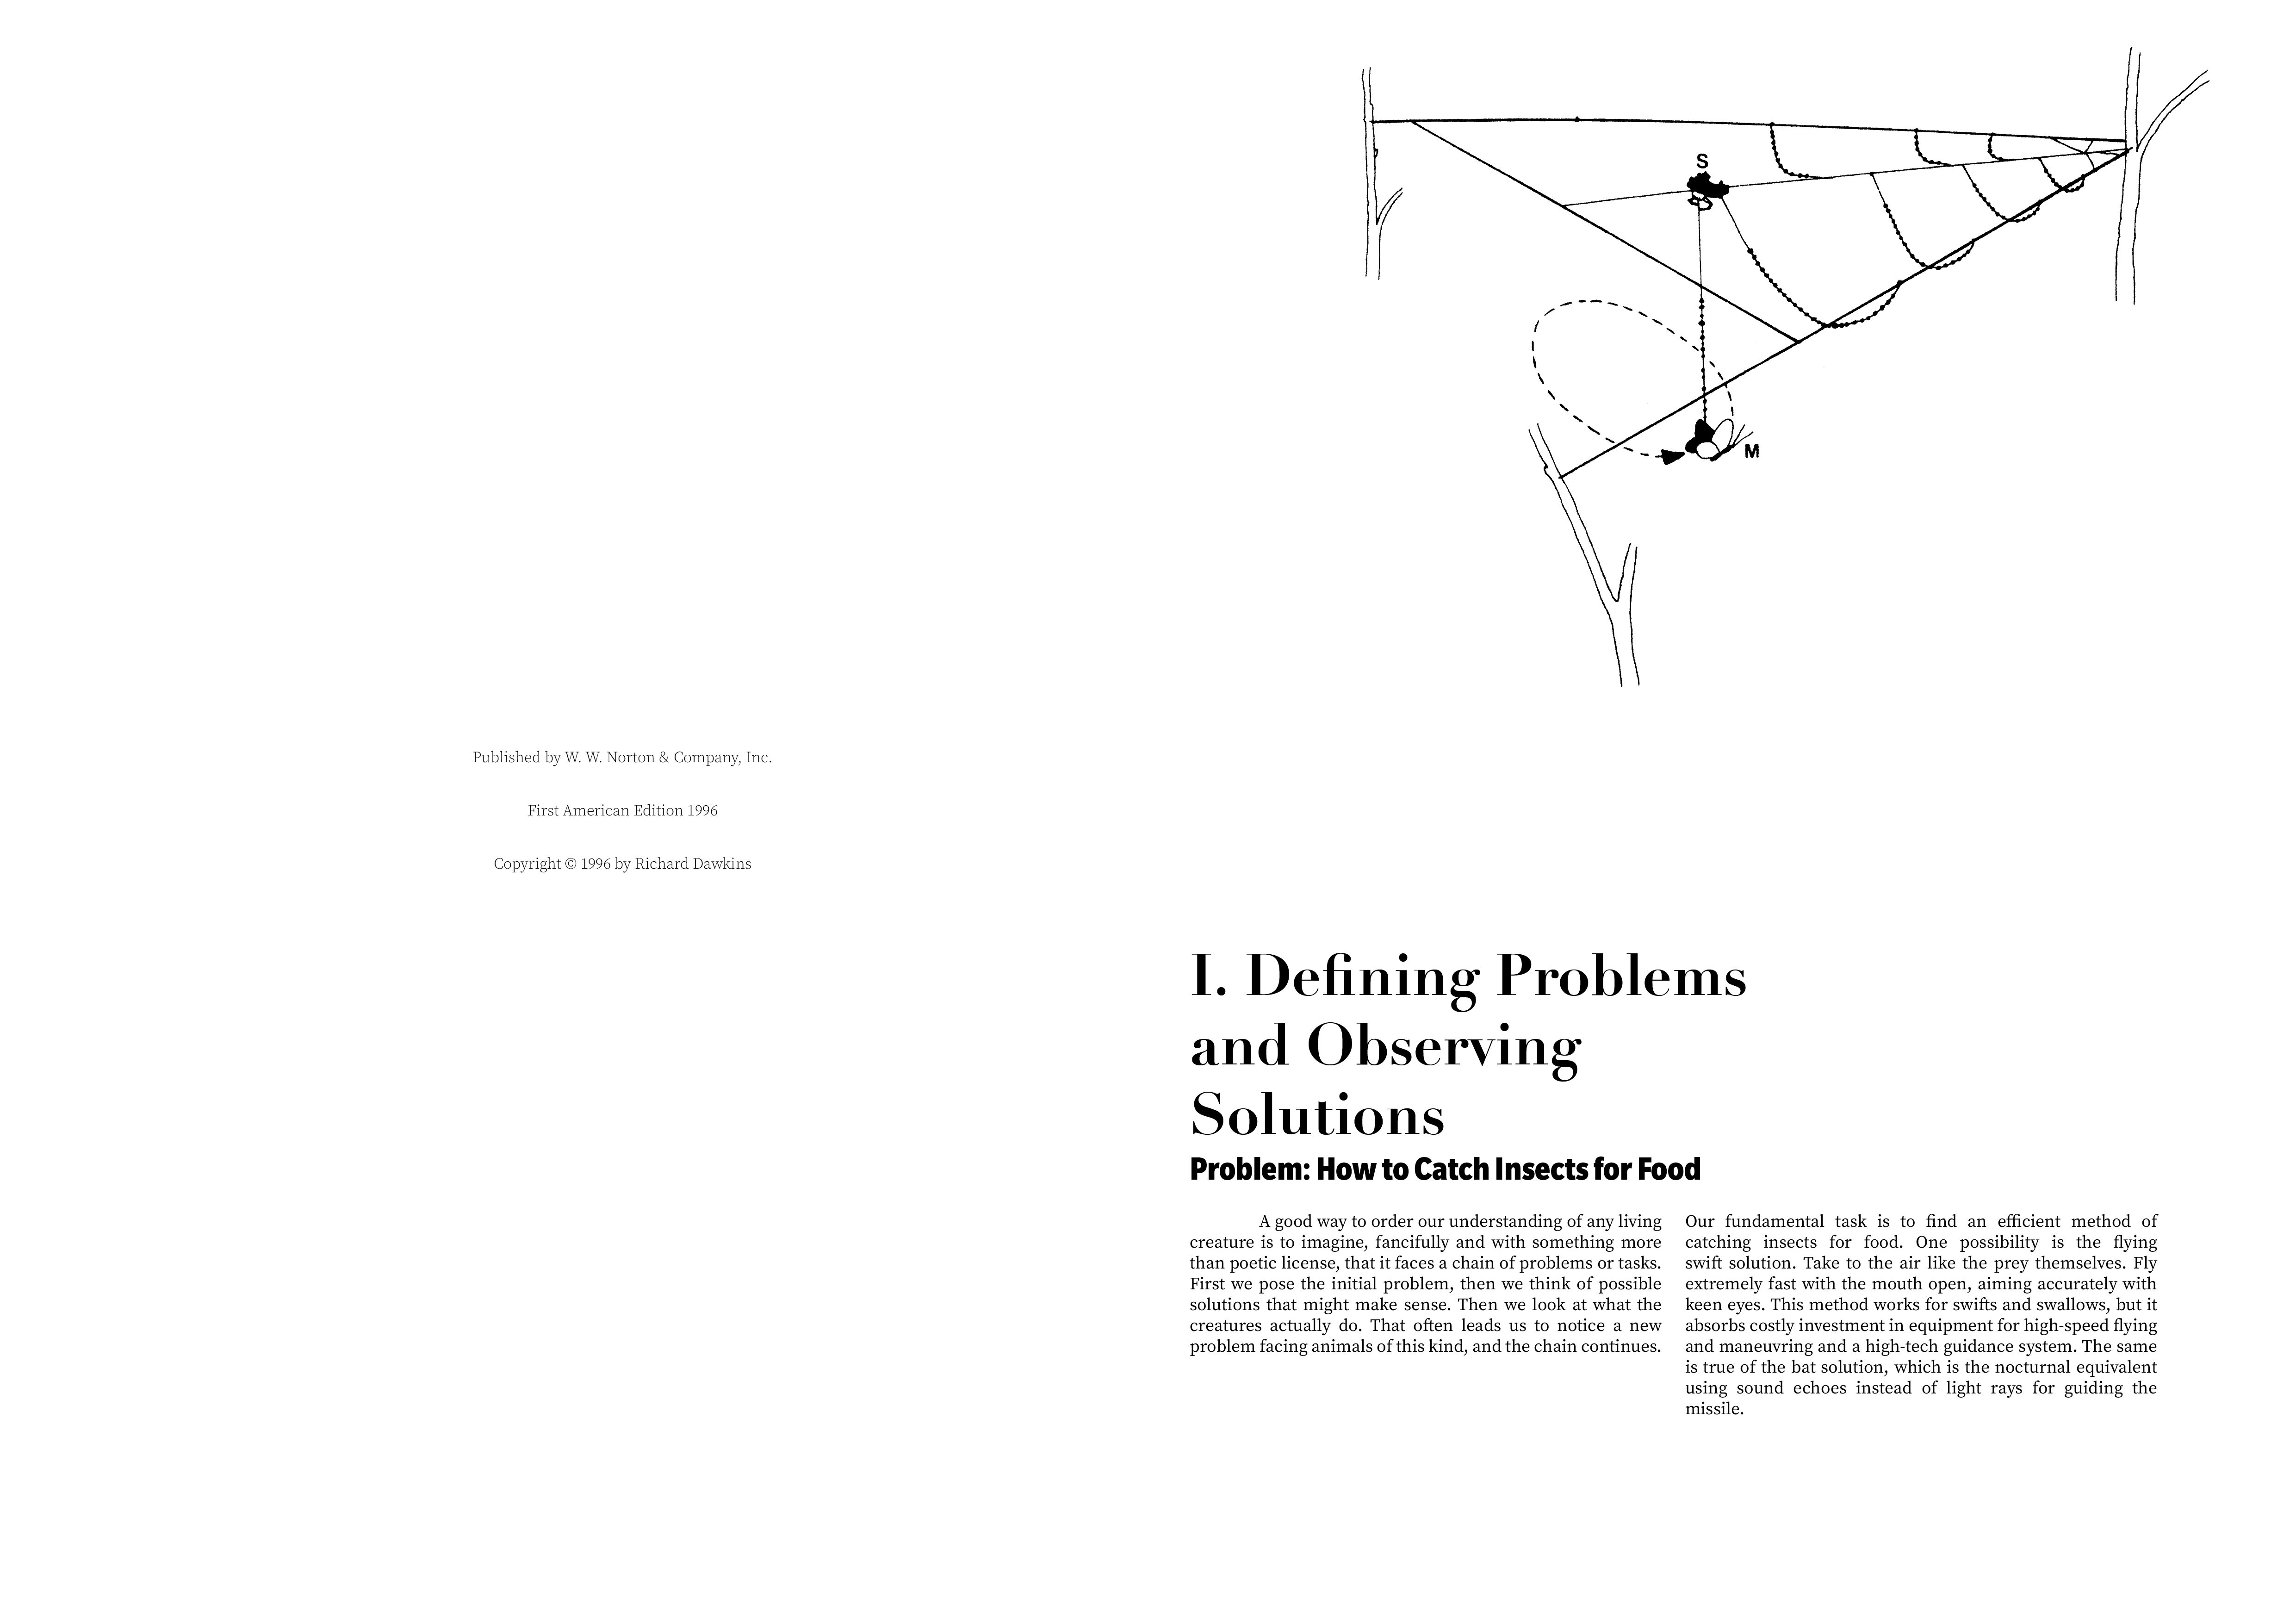 Published by W. W. Norton & Company, Inc.
First American Edition 1996
Copyright © 1996 by Richard Dawkins
S
M
I. Defining Problems
and Observing
Solutions
Problem: How to Catch Insects for Food
A good way to order our understanding of any living
creature is to imagine, fancifully and with something more
than poetic license, that it faces a chain of problems or tasks.
First we pose the initial problem, then we think of possible
solutions that might make sense. Then we look at what the
creatures actually do. That often leads us to notice a new
problem facing animals of this kind, and the chain continues.
Our fundamental task is to find an efficient method of
catching insects for food. One possibility is the flying
swift solution. Take to the air like the prey themselves. Fly
extremely fast with the mouth open, aiming accurately with
keen eyes. This method works for swifts and swallows, but it
absorbs costly investment in equipment for high-speed flying
and maneuvring and a high-tech guidance system. The same
is true of the bat solution, which is the nocturnal equivalent
using sound echoes instead of light rays for guiding the
missile.